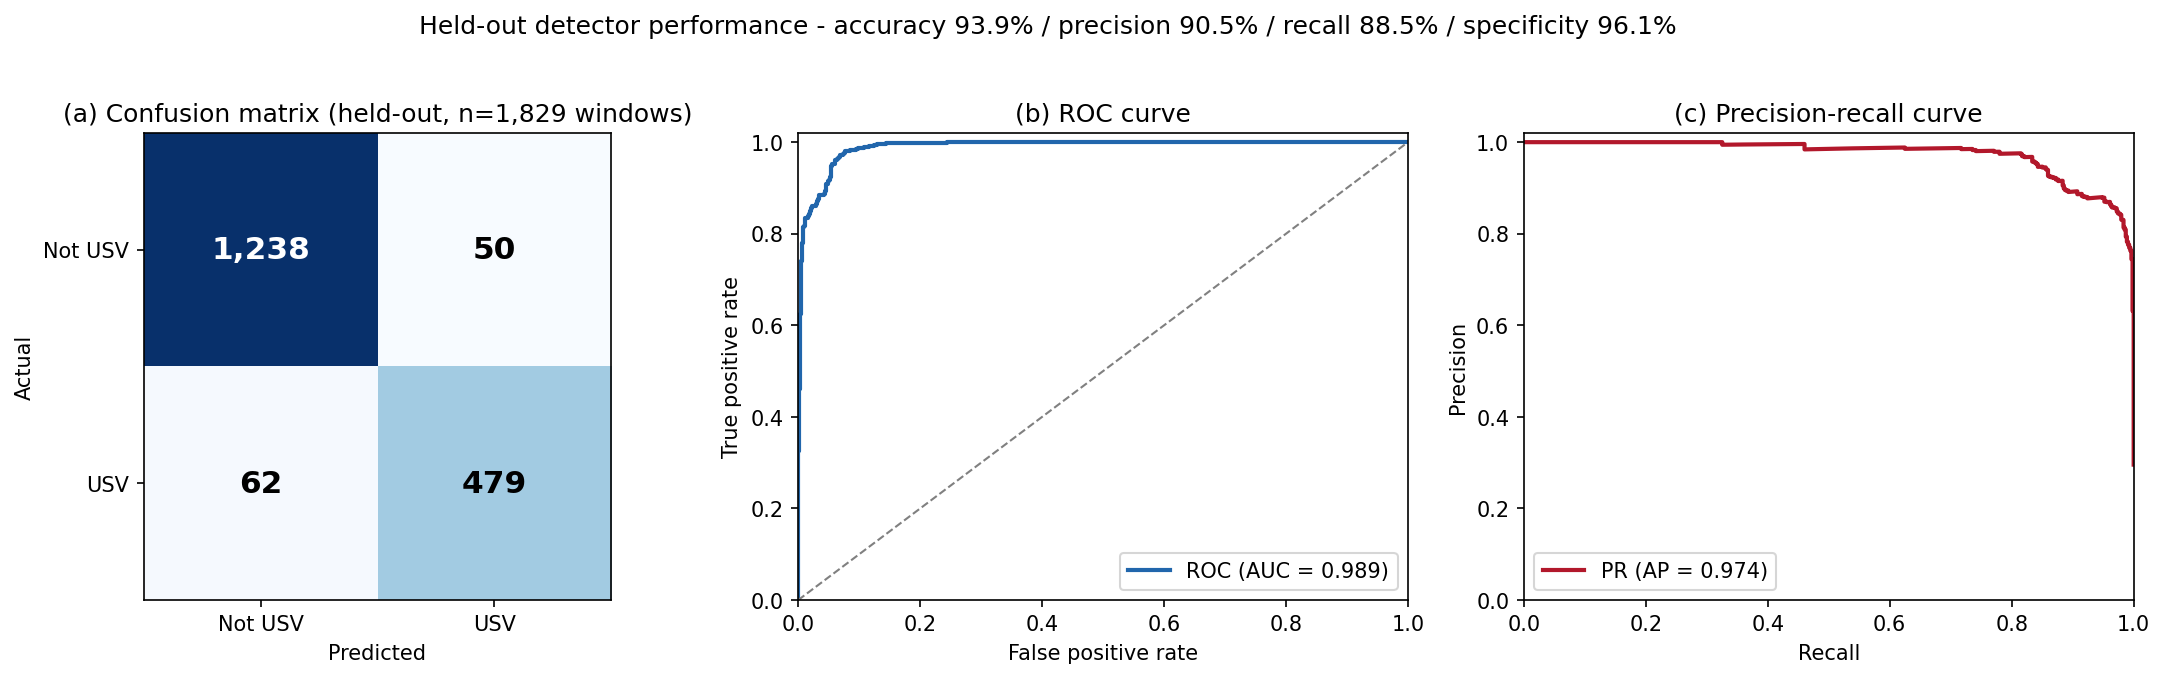 Held-out detector performance - accuracy 93.9% / precision 90.5% / recall 88.5% / specificity 96.1%
(a) Confusion matrix (held-out, n=1,829 windows)
Actual
Not USV
USV
1,238
50
62
479
Not USV
USV
Predicted
(b) ROC curve
True positive rate
1.0
0.8
0.6
0.4
0.2
0.0
ROC (AUC = 0.989)
0.0 0.2 0.4 0.6 0.8 1.0
False positive rate
(c) Precision-recall curve
Precision
1.0
0.8
0.6
0.4
0.2
0.0
PR (AP = 0.974)
0.0 0.2 0.4 0.6 0.8 1.0
Recall